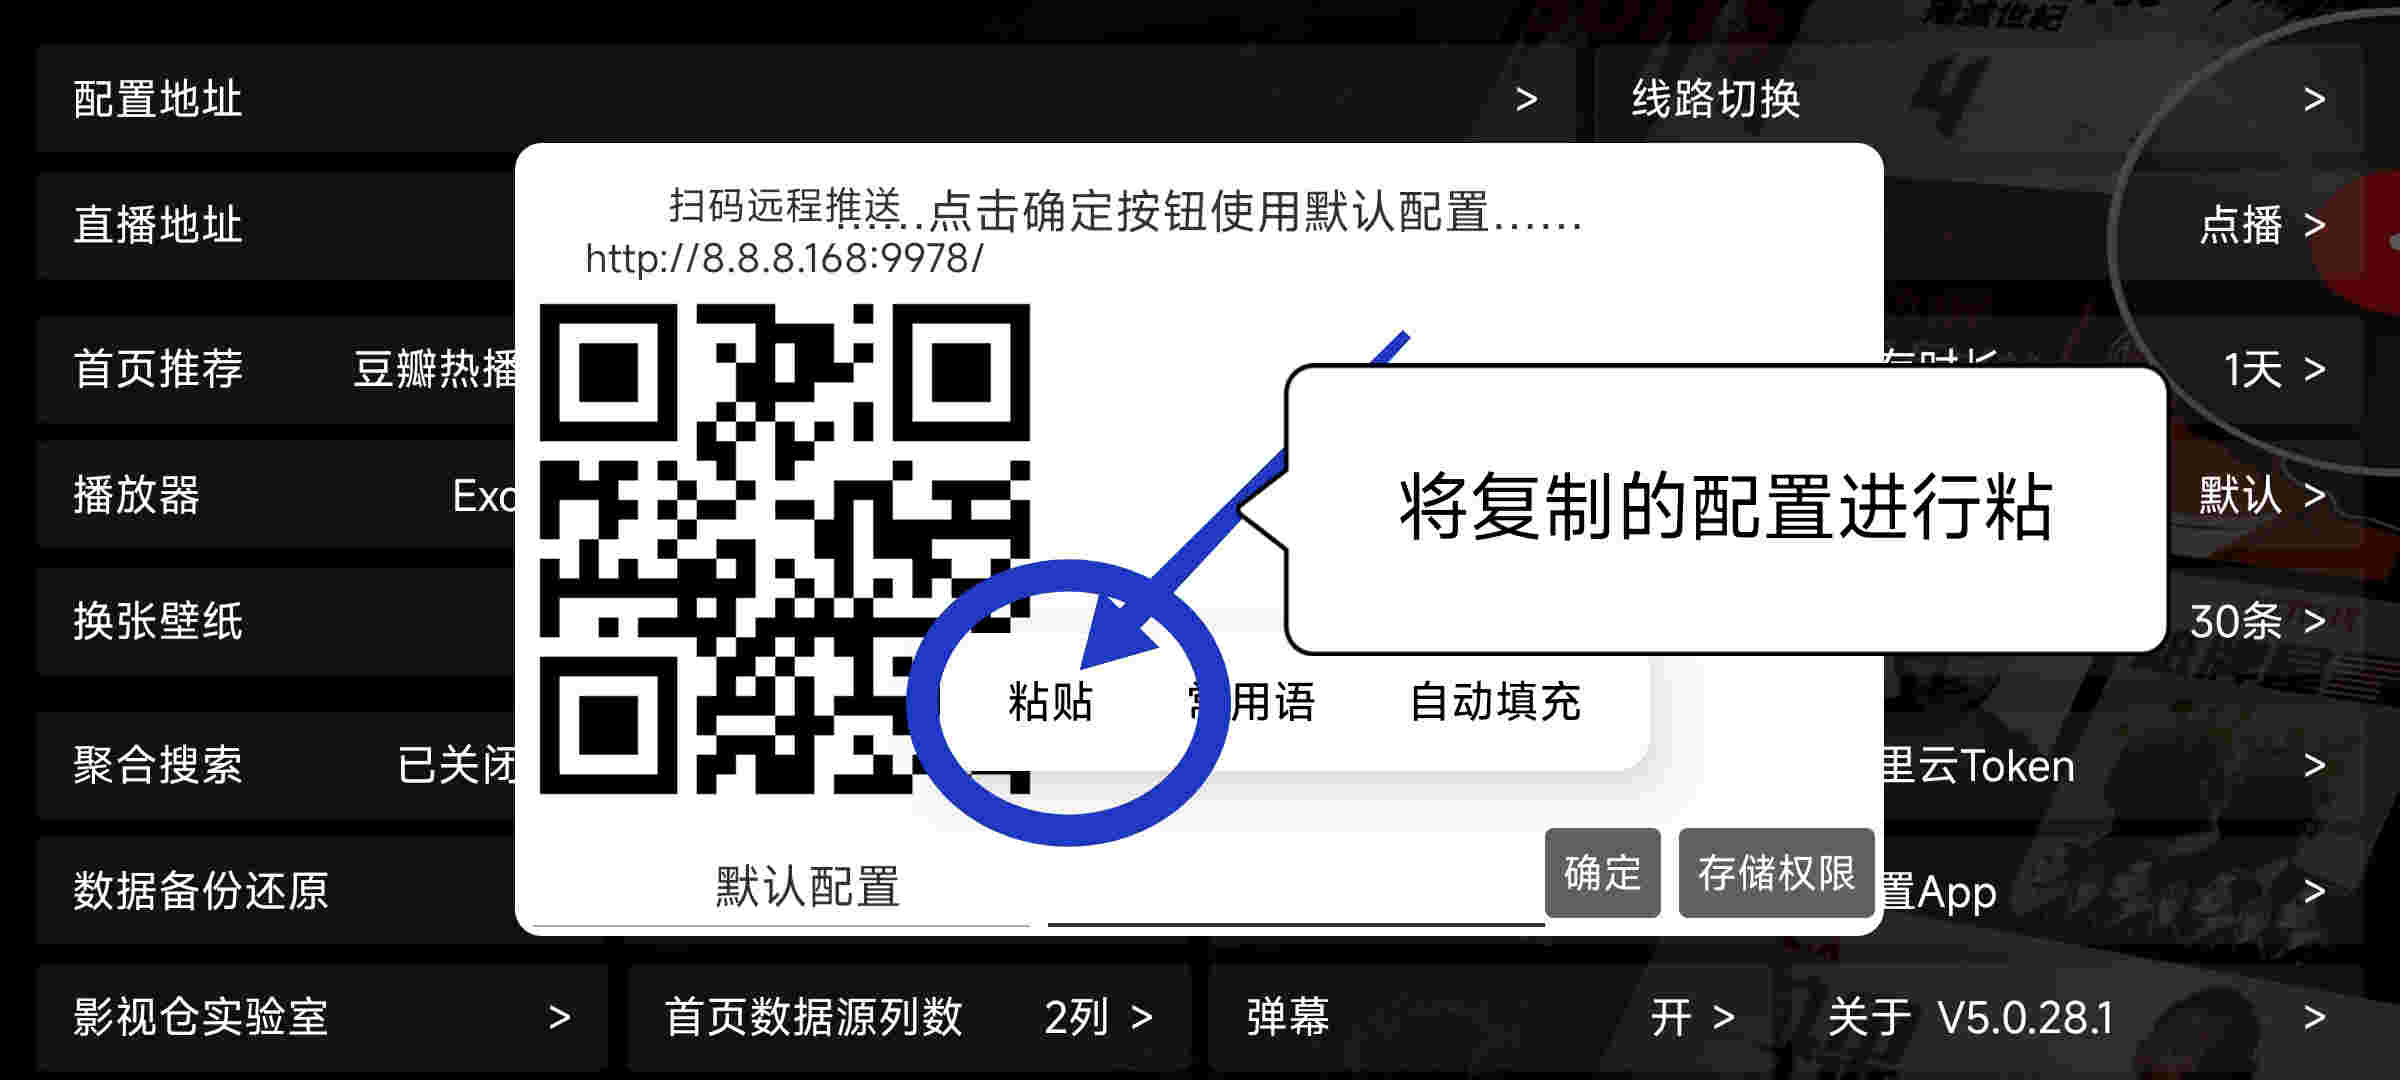 配置地址 >
线路切换 >
直播地址
点播 >
扫码远程推送
......点击确定按钮使用默认配置......
http://8.8.8.168:9978/
首页推荐 豆瓣热播
1天 >
播放器 Exo
默认 >
将复制的配置进行粘
换张壁纸
30条 >
粘贴 常用语 自动填充
聚合搜索 已关闭
里云Token >
数据备份还原
默认配置
确定 存储权限
置App >
影视仓实验室 >
首页数据源列数 2列 >
弹幕 开 >
关于 V5.0.28.1 >